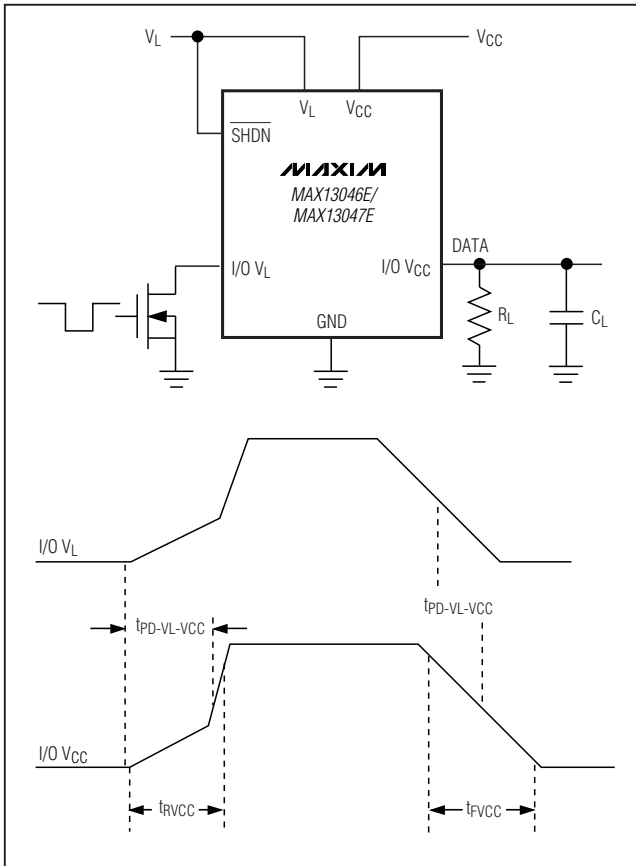 VL VCC
VL VCC
SHDN
MAXIM
MAX13046E/
MAX13047E
DATA
I/O VL I/O VCC
RL CL
GND
I/O VL
tPD-VL-VCC
tPD-VL-VCC
I/O VCC
tRVCC tFVCC